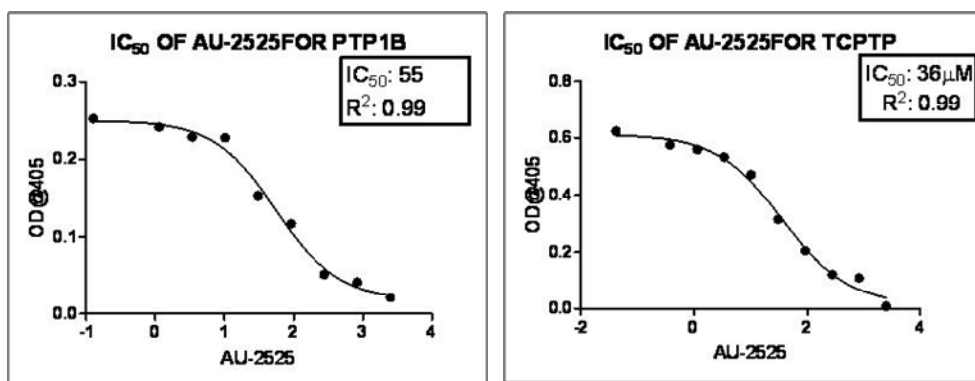 IC50 OF AU-2525FOR PTP1B
IC50: 55
R2: 0.99
0.3
0.2
0.1
0.0
OD@405
-1
0
1
2
3
4
AU-2525
IC50 OF AU-2525FOR TCPTP
IC50: 36µM
R2: 0.99
0.8
0.6
0.4
0.2
0.0
OD@405
-2
0
2
4
AU-2525